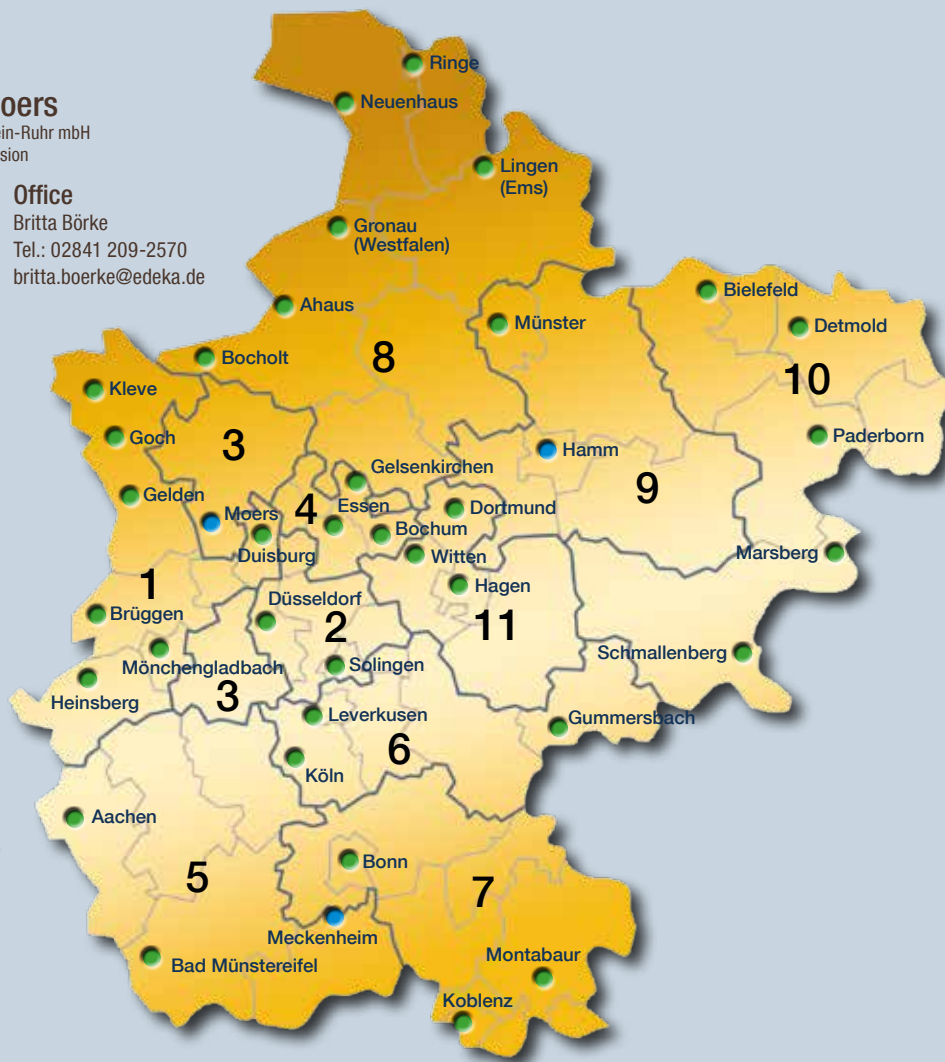 oers
ein-Ruhr mbH
sion
Office
Britta Börke
Tel.: 02841 209-2570
britta.boerke@edeka.de
Ringe
Neuenhaus
Lingen
(Ems)
Gronau
(Westfalen)
Ahaus
Münster
Bielefeld
Detmold
Bocholt
8
10
Kleve
Goch
3
Hamm
Paderborn
Gelsenkirchen
9
Gelden
Moers
4
Essen
Dortmund
Duisburg
Bochum
Witten
Marsberg
1
Hagen
Brüggen
Düsseldorf
2
11
Mönchengladbach
Solingen
Schmallenberg
Heinsberg
3
Leverkusen
Gummersbach
6
Köln
Aachen
Bonn
5
7
Meckenheim
Bad Münstereifel
Montabaur
Koblenz